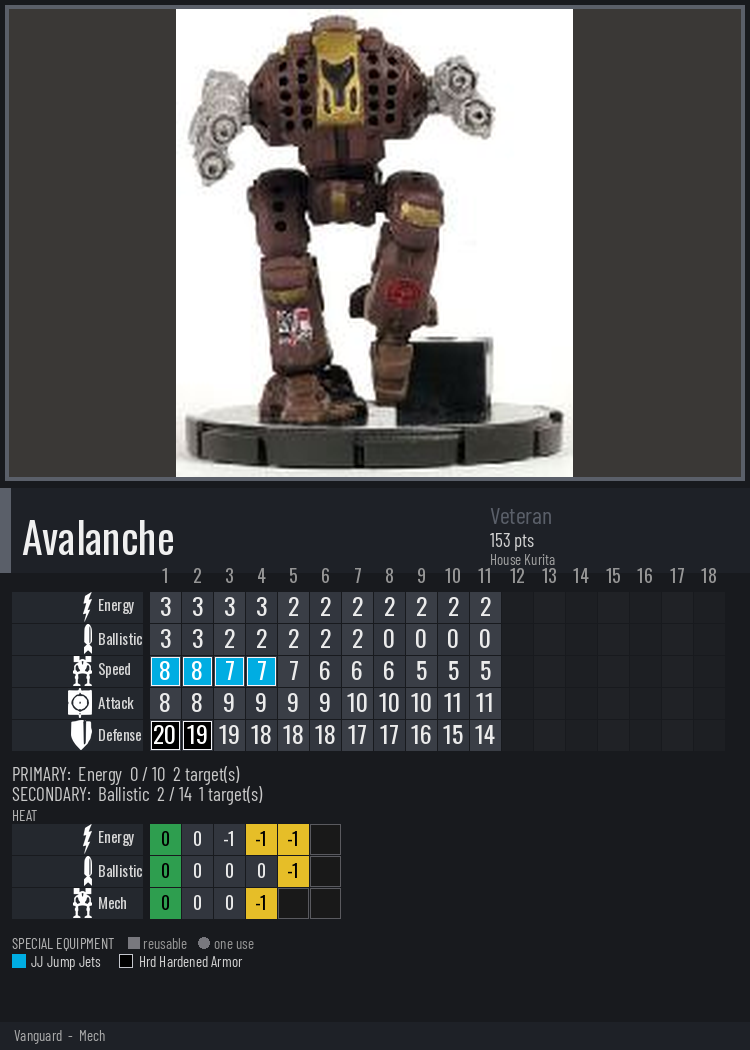 Avalanche
Veteran
153 pts
House Kurita
1 2 3 4 5 6 7 8 9 10 11 12 13 14 15 16 17 18
Energy 3 3 3 3 2 2 2 2 2 2 2
Ballistic 3 3 2 2 2 2 2 0 0 0 0
Speed 8 8 7 7 7 6 6 6 5 5 5
Attack 8 8 9 9 9 9 10 10 10 11 11
Defense 20 19 19 18 18 18 17 17 16 15 14
PRIMARY: Energy 0 / 10 2 target(s)
SECONDARY: Ballistic 2 / 14 1 target(s)
HEAT
Energy 0 0 -1 -1 -1
Ballistic 0 0 0 0 -1
Mech 0 0 0 -1
SPECIAL EQUIPMENT reusable one use
JJ Jump Jets Hrd Hardened Armor
Vanguard - Mech